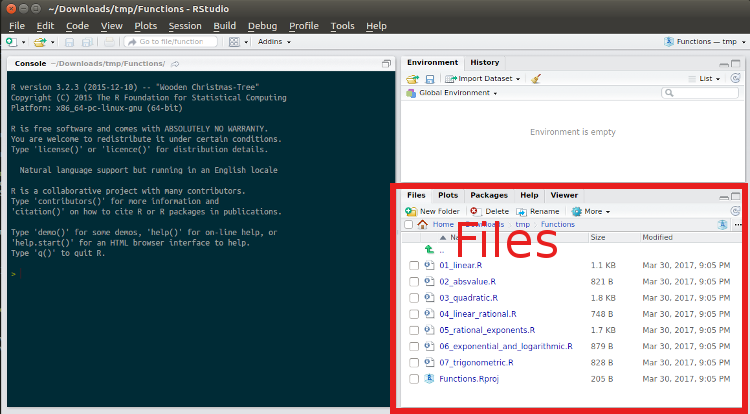 ~/Downloads/tmp/Functions - RStudio
File Edit Code View Plots Session Build Debug Profile Tools Help
Go to file/function Addins Functions — tmp
Console ~/Downloads/tmp/Functions/
R version 3.2.3 (2015-12-10) -- "Wooden Christmas-Tree"
Copyright (C) 2015 The R Foundation for Statistical Computing
Platform: x86_64-pc-linux-gnu (64-bit)
R is free software and comes with ABSOLUTELY NO WARRANTY.
You are welcome to redistribute it under certain conditions.
Type 'license()' or 'licence()' for distribution details.
Natural language support but running in an English locale
R is a collaborative project with many contributors.
Type 'contributors()' for more information and
'citation()' on how to cite R or R packages in publications.
Type 'demo()' for some demos, 'help()' for on-line help, or
'help.start()' for an HTML browser interface to help.
Type 'q()' to quit R.
>
Environment History
Import Dataset List
Global Environment
Environment is empty
Files Plots Packages Help Viewer
New Folder Delete Rename More
Home Downloads tmp Functions
Files
Size Modified
..
01_linear.R 1.1 KB Mar 30, 2017, 9:05 PM
02_absvalue.R 821 B Mar 30, 2017, 9:05 PM
03_quadratic.R 1.8 KB Mar 30, 2017, 9:05 PM
04_linear_rational.R 748 B Mar 30, 2017, 9:05 PM
05_rational_exponents.R 1.7 KB Mar 30, 2017, 9:05 PM
06_exponential_and_logarithmic.R 879 B Mar 30, 2017, 9:05 PM
07_trigonometric.R 828 B Mar 30, 2017, 9:05 PM
Functions.Rproj 205 B Mar 30, 2017, 9:05 PM